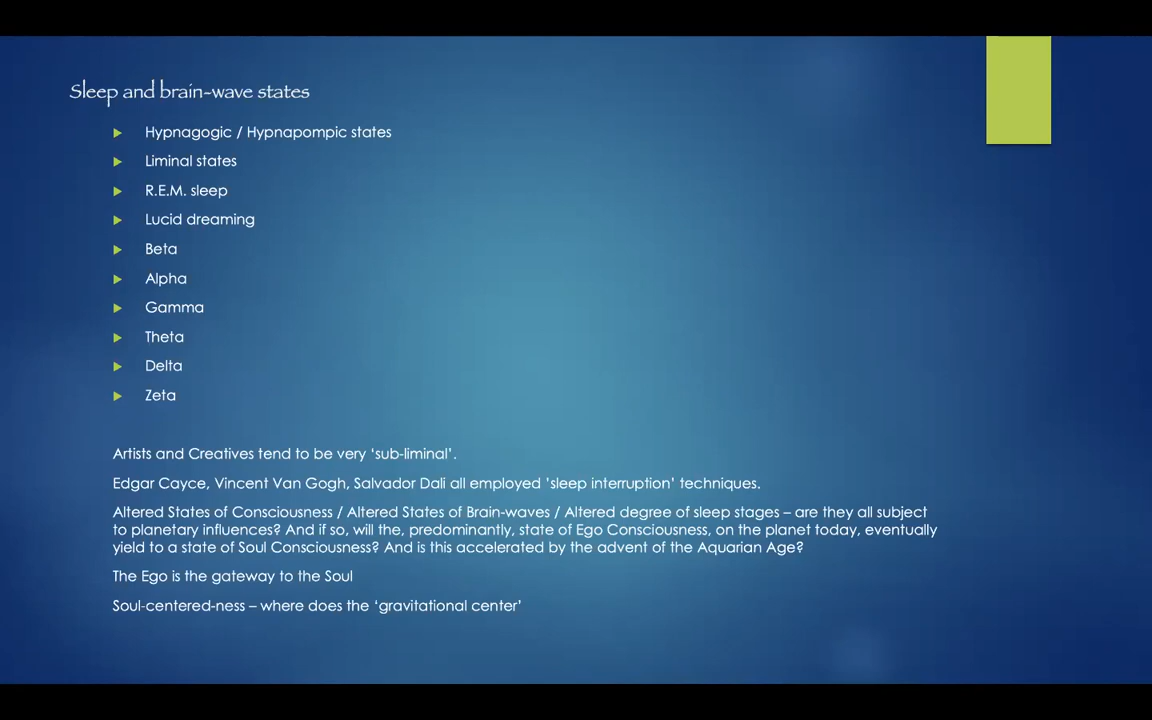 Sleep and brain-wave states
Hypnagogic / Hypnapompic states
Liminal states
R.E.M. sleep
Lucid dreaming
Beta
Alpha
Gamma
Theta
Delta
Zeta
Artists and Creatives tend to be very ‘sub-liminal’.
Edgar Cayce, Vincent Van Gogh, Salvador Dali all employed ’sleep interruption’ techniques.
Altered States of Consciousness / Altered States of Brain-waves / Altered degree of sleep stages – are they all subject
to planetary influences? And if so, will the, predominantly, state of Ego Consciousness, on the planet today, eventually
yield to a state of Soul Consciousness? And is this accelerated by the advent of the Aquarian Age?
The Ego is the gateway to the Soul
Soul-centered-ness – where does the ‘gravitational center’